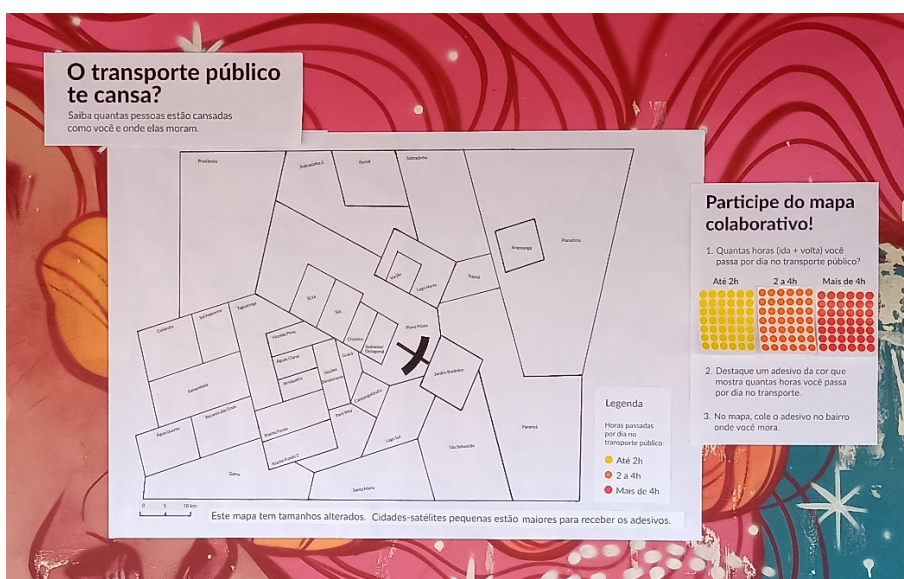 O transporte público
te cansa?
Saiba quantas pessoas estão cansadas
como você e onde elas moram.
Brazlândia
Sobradinho 2
Fercal
Sobradinho
Arapoanga
Planaltina
Varjão
Lago Norte
Itapoã
SCIA
SIA
Ceilândia
Sol Nascente
Taguatinga
Vicente Pires
Cruzeiro
Sudoeste/
Octogonal
Plano Piloto
Águas Claras
Guará
Jardim Botânico
Samambaia
Arniqueira
Núcleo
Bandeirante
Candangolândia
Água Quente
Recanto das Emas
Riacho Fundo
Park Way
Lago Sul
São Sebastião
Paranoá
Riacho Fundo 2
Gama
Santa Maria
Legenda
Horas passadas
por dia no
transporte público:
Até 2h
2 a 4h
Mais de 4h
0 5 10 km
Este mapa tem tamanhos alterados. Cidades-satélites pequenas estão maiores para receber os adesivos.
Participe do mapa
colaborativo!
1. Quantas horas (ida + volta) você
passa por dia no transporte público?
Até 2h 2 a 4h Mais de 4h
2. Destaque um adesivo da cor que
mostra quantas horas você passa
por dia no transporte.
3. No mapa, cole o adesivo no bairro
onde você mora.